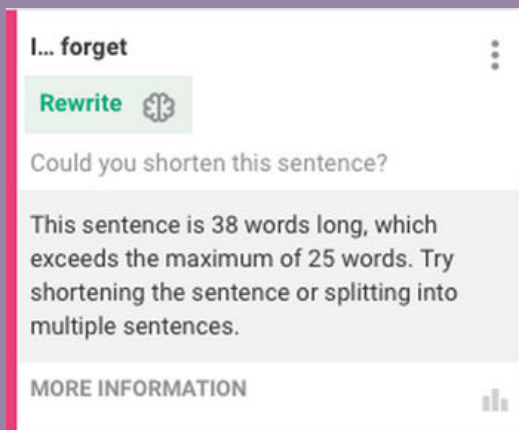 I... forget
Rewrite
Could you shorten this sentence?
This sentence is 38 words long, which
exceeds the maximum of 25 words. Try
shortening the sentence or splitting into
multiple sentences.
MORE INFORMATION